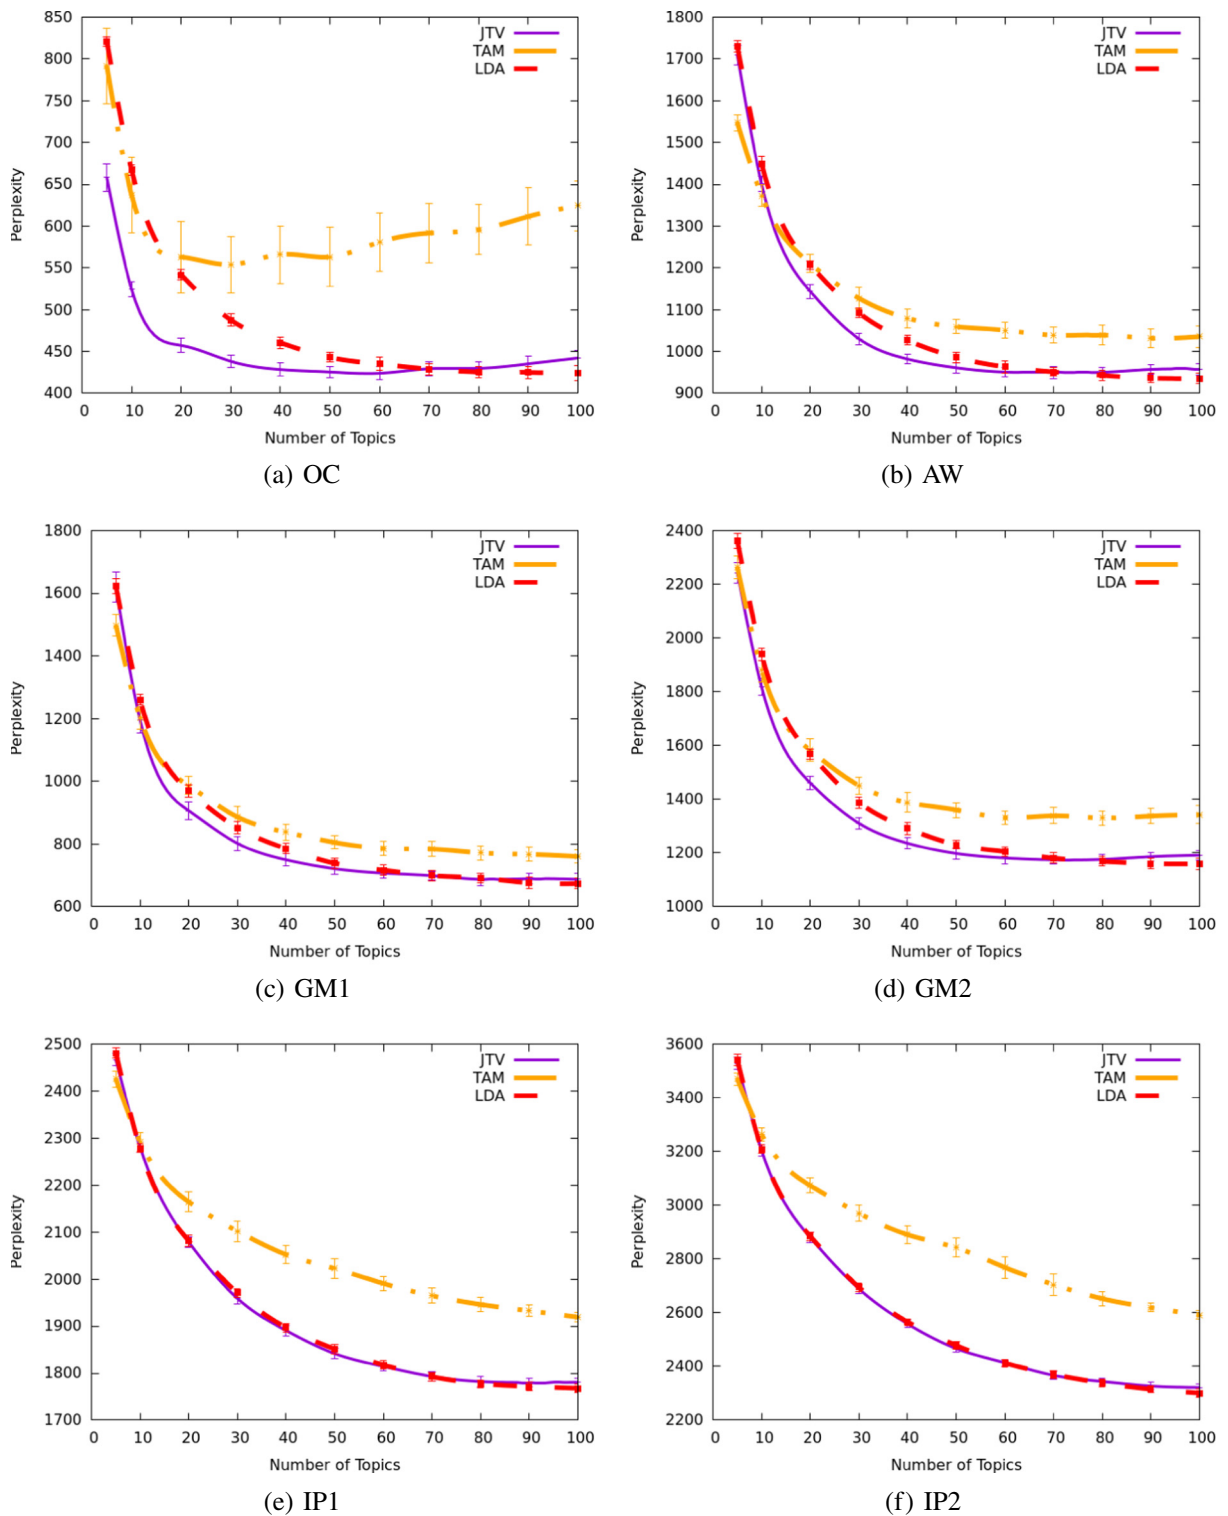 850
800
750
700
650
600
550
500
450
400
Perplexity
0 10 20 30 40 50 60 70 80 90 100
Number of Topics
JTV
TAM
LDA
(a) OC
1800
1700
1600
1500
1400
1300
1200
1100
1000
900
Perplexity
0 10 20 30 40 50 60 70 80 90 100
Number of Topics
JTV
TAM
LDA
(b) AW
1800
1600
1400
1200
1000
800
600
Perplexity
0 10 20 30 40 50 60 70 80 90 100
Number of Topics
JTV
TAM
LDA
(c) GM1
2400
2200
2000
1800
1600
1400
1200
1000
Perplexity
0 10 20 30 40 50 60 70 80 90 100
Number of Topics
JTV
TAM
LDA
(d) GM2
2500
2400
2300
2200
2100
2000
1900
1800
1700
Perplexity
0 10 20 30 40 50 60 70 80 90 100
Number of Topics
JTV
TAM
LDA
(e) IP1
3600
3400
3200
3000
2800
2600
2400
2200
Perplexity
0 10 20 30 40 50 60 70 80 90 100
Number of Topics
JTV
TAM
LDA
(f) IP2